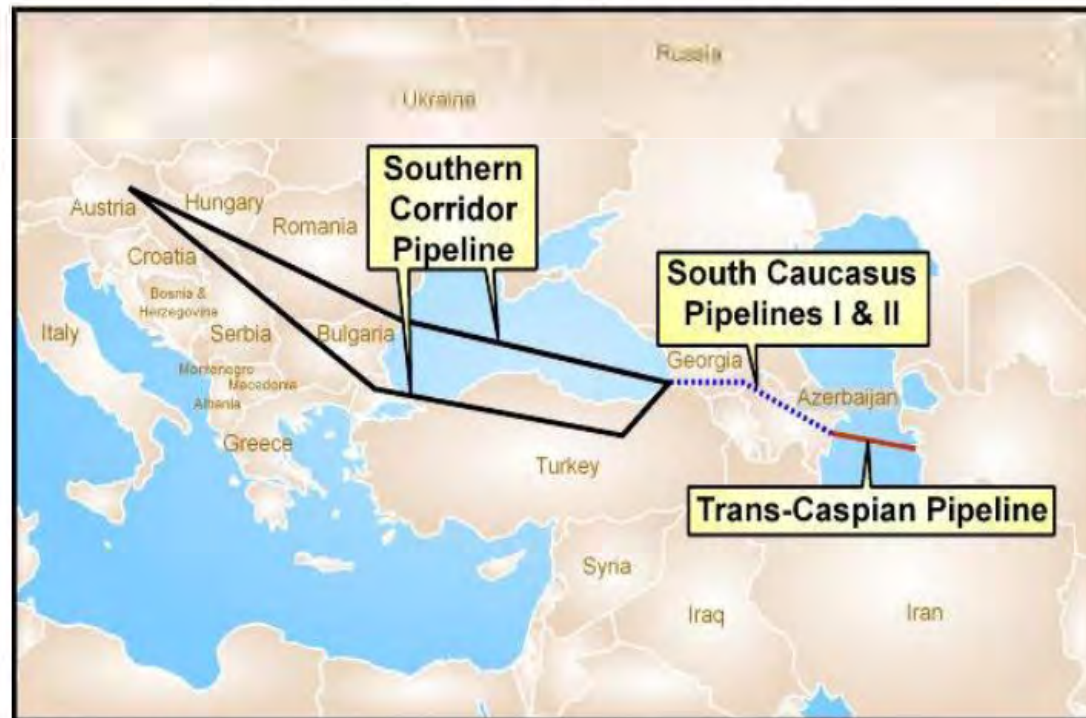 Russia
Ukraine
Southern
Corridor
Pipeline
Austria
Hungary
Romania
Croatia
Bosnia &
Herzegovina
Italy
Serbia
Bulgaria
Montenegro
Macedonia
Albania
Greece
South Caucasus
Pipelines I & II
Georgia
Azerbaijan
Turkey
Trans-Caspian Pipeline
Syria
Iraq
Iran